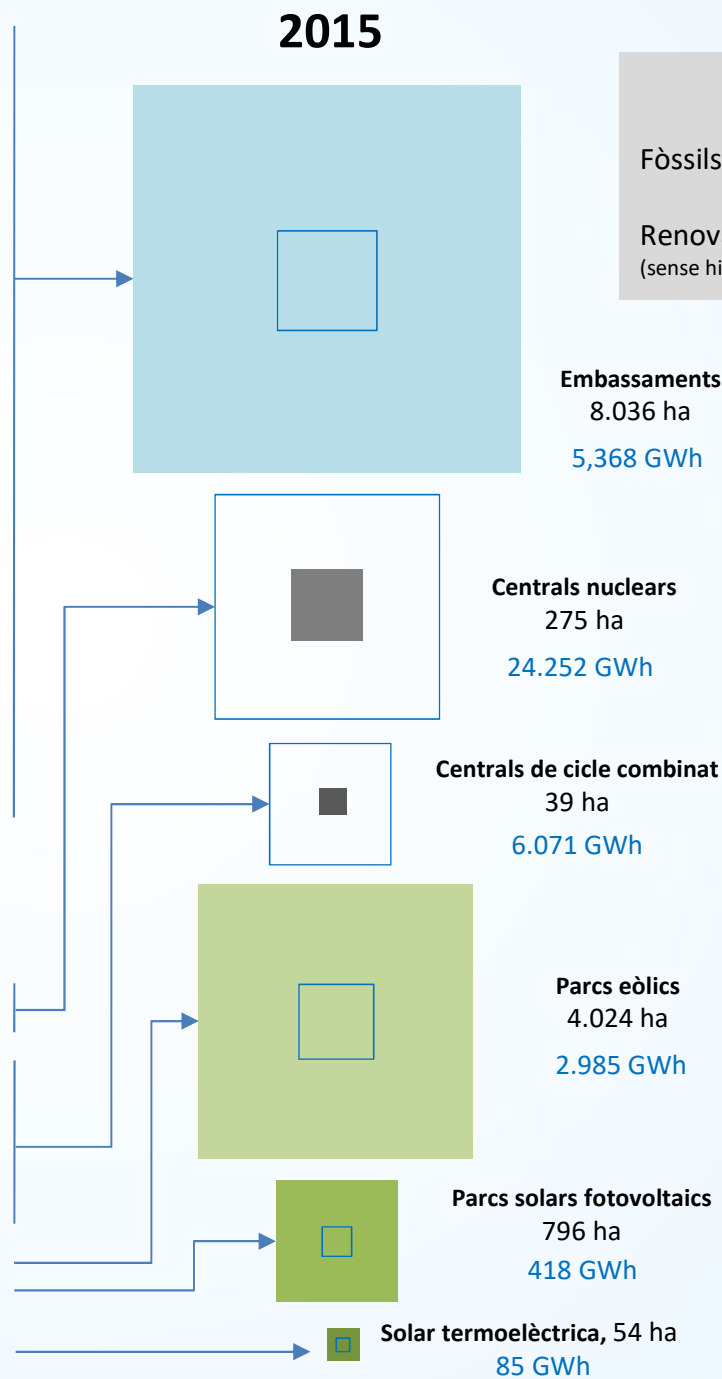 2015
Fòssils
(sense
Embassaments
8.036 ha
5,368 GWh
Centrals nuclears
275 ha
24.252 GWh
Centrals de cicle combinat
39 ha
6.071 GWh
Parcs eòlics
4.024 ha
2.985 GWh
Parcs solars fotovoltaics
796 ha
418 GWh
Solar termoelèctrica, 54 ha
85 GWh